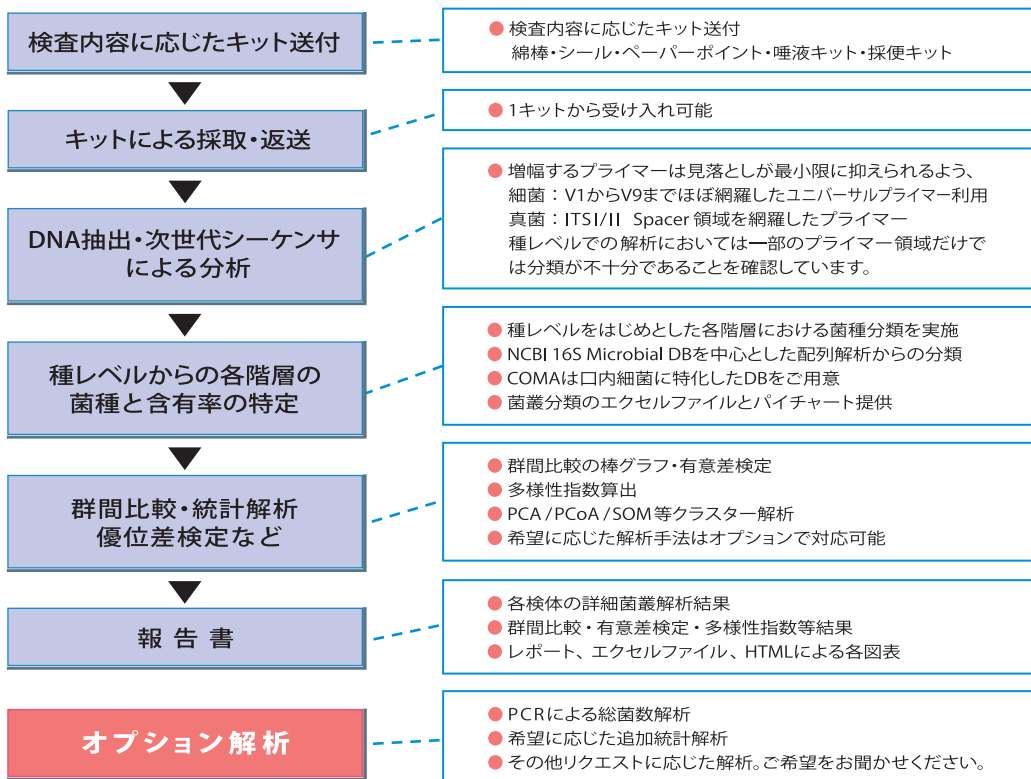 検査内容に応じたキット送付
● 検査内容に応じたキット送付
綿棒・シール・ペーパーポイント・唾液キット・採便キット
キットによる採取・返送
● 1キットから受け入れ可能
DNA抽出・次世代シーケンサ
による分析
● 増幅するプライマーは見落としが最小限に抑えられるよう、
細菌：V1からV9までほぼ網羅したユニバーサルプライマー利用
真菌：ITSI/II Spacer 領域を網羅したプライマー
種レベルでの解析においては一部のプライマー領域だけで
は分類が不十分であることを確認しています。
種レベルからの各階層の
菌種と含有率の特定
● 種レベルをはじめとした各階層における菌種分類を実施
● NCBI 16S Microbial DBを中心とした配列解析からの分類
● COMAは口内細菌に特化したDBをご用意
● 菌叢分類のエクセルファイルとパイチャート提供
群間比較・統計解析
優位差検定など
● 群間比較の棒グラフ・有意差検定
● 多様性指数算出
● PCA/PCoA/SOM等クラスター解析
● 希望に応じた解析手法はオプションで対応可能
報告書
● 各検体の詳細菌叢解析結果
● 群間比較・有意差検定・多様性指数等結果
● レポート、エクセルファイル、HTMLによる各図表
オプション解析
● PCRによる総菌数解析
● 希望に応じた追加統計解析
● その他リクエストに応じた解析。ご希望をお聞かせください。